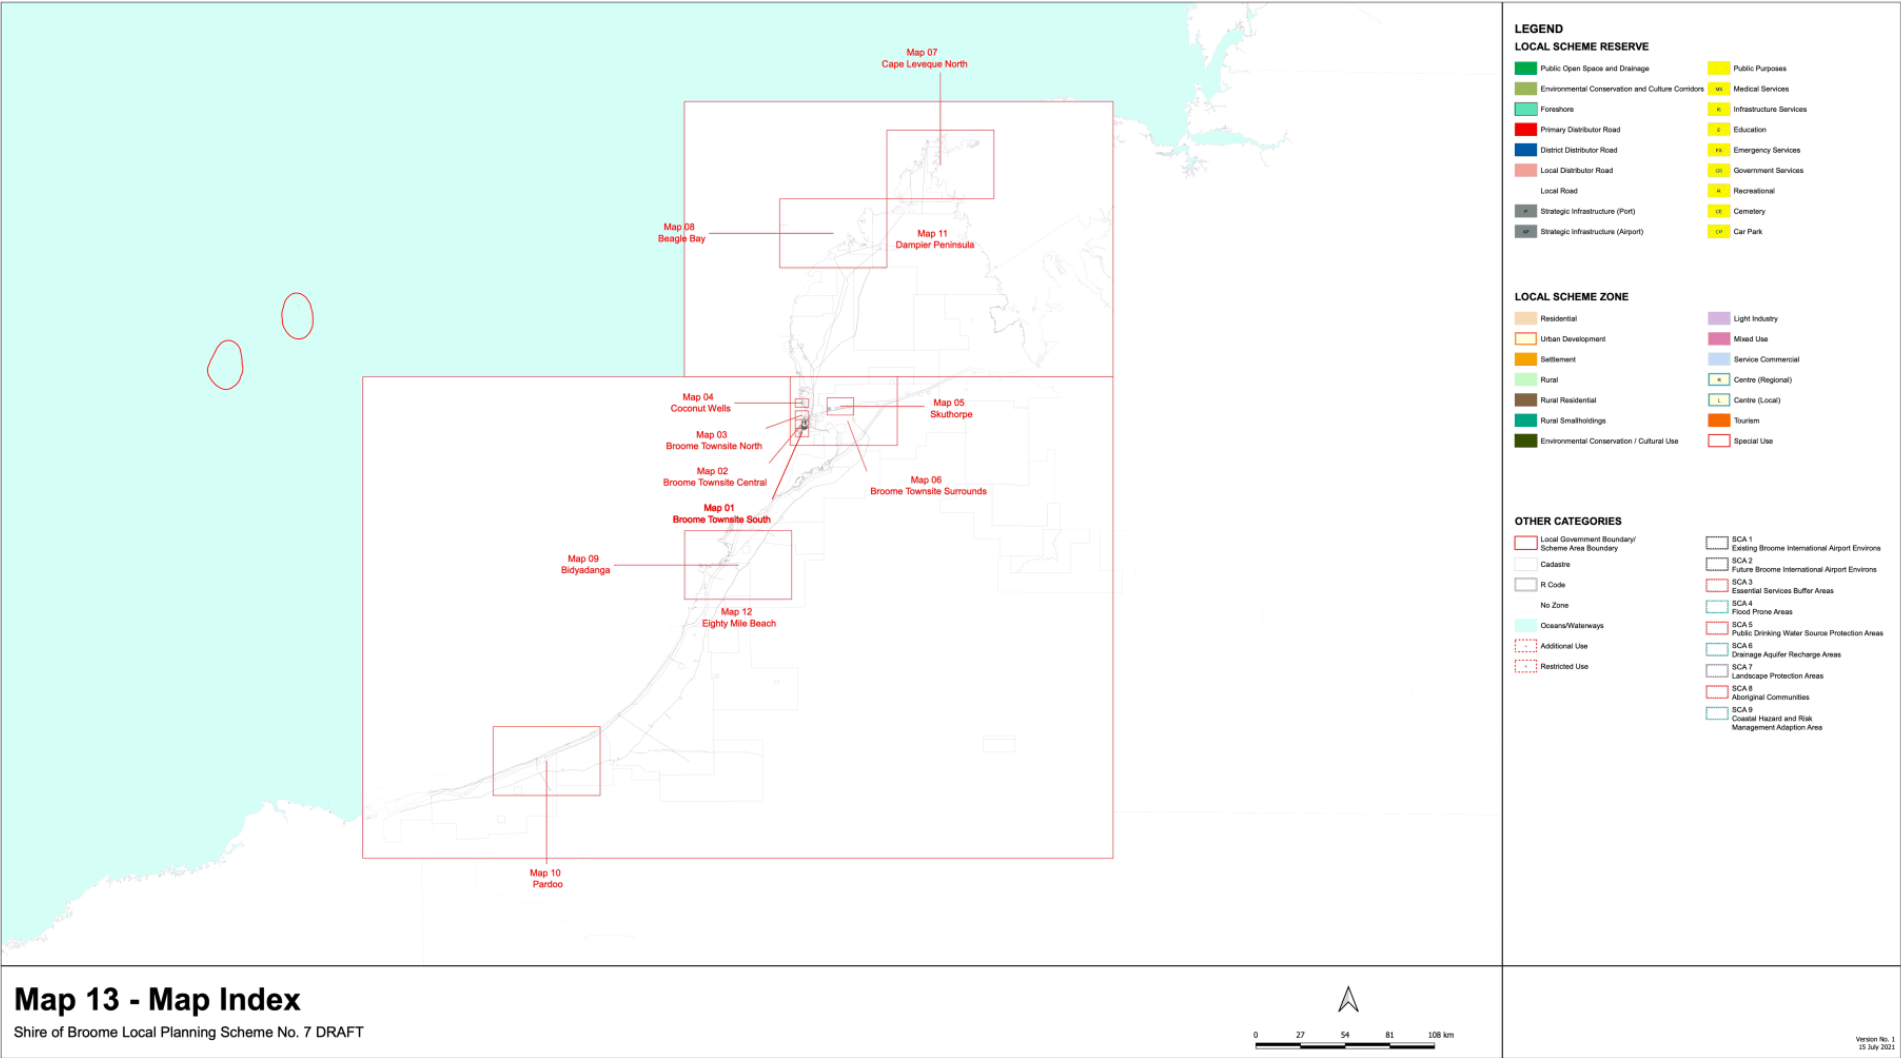 Map 07
Cape Leveque North
Map 08
Beagle Bay
Map 11
Dampier Peninsula
Map 04
Coconut Wells
Map 05
Skuthorpe
Map 03
Broome Townsite North
Map 02
Broome Townsite Central
Map 06
Broome Townsite Surrounds
Map 01
Broome Townsite South
Map 09
Bidyadanga
Map 12
Eighty Mile Beach
Map 10
Pardoo
LEGEND
LOCAL SCHEME RESERVE
Public Open Space and Drainage
Environmental Conservation and Culture Corridors
Foreshore
Primary Distributor Road
District Distributor Road
Local Distributor Road
Local Road
P Strategic Infrastructure (Port)
AP Strategic Infrastructure (Airport)
Public Purposes
MS Medical Services
IS Infrastructure Services
E Education
ES Emergency Services
GS Government Services
R Recreational
CE Cemetery
CP Car Park
LOCAL SCHEME ZONE
Residential
Urban Development
Settlement
Rural
Rural Residential
Rural Smallholdings
Environmental Conservation / Cultural Use
Light Industry
Mixed Use
Service Commercial
R Centre (Regional)
L Centre (Local)
Tourism
Special Use
OTHER CATEGORIES
Local Government Boundary/
Scheme Area Boundary
Cadastre
R Code
No Zone
Oceans/Waterways
Additional Use
Restricted Use
SCA 1
Existing Broome International Airport Environs
SCA 2
Future Broome International Airport Environs
SCA 3
Essential Services Buffer Areas
SCA 4
Flood Prone Areas
SCA 5
Public Drinking Water Source Protection Areas
SCA 6
Drainage Aquifer Recharge Areas
SCA 7
Landscape Protection Areas
SCA 8
Aboriginal Communities
SCA 9
Coastal Hazard and Risk
Management Adaption Area
Map 13 - Map Index
Shire of Broome Local Planning Scheme No. 7 DRAFT
0 27 54 81 108 km
Version No. 1
15 July 2021